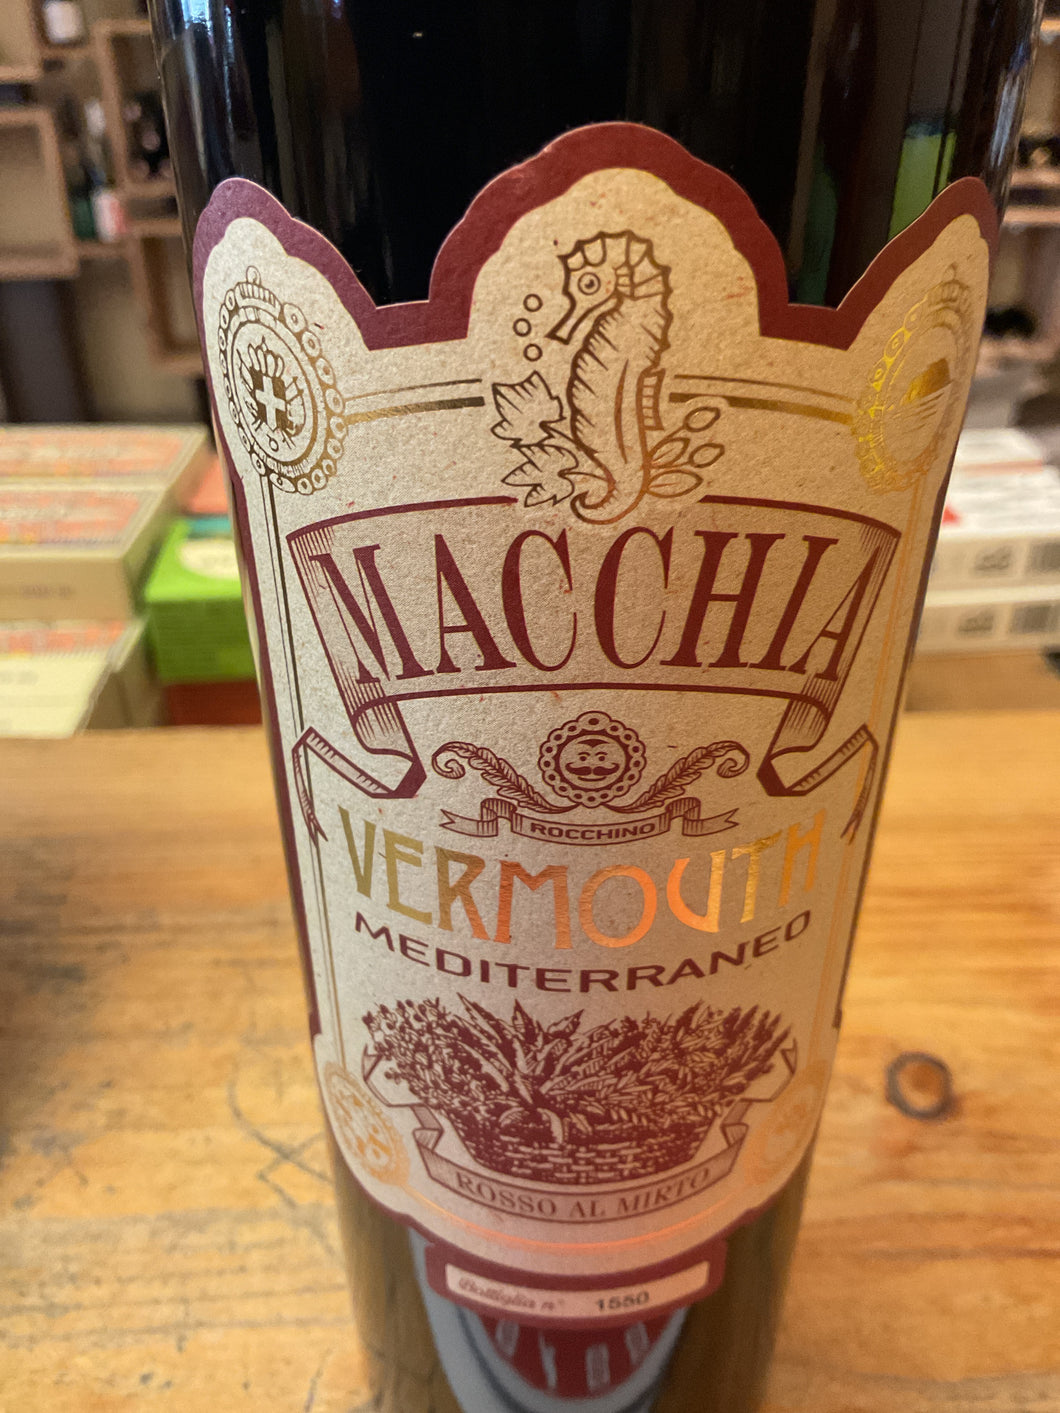 MACCHIA
ROCCHINO
VERMOUTH
MEDITERRANEO
ROSSO AL MIRTO
Bottiglia n° 1550